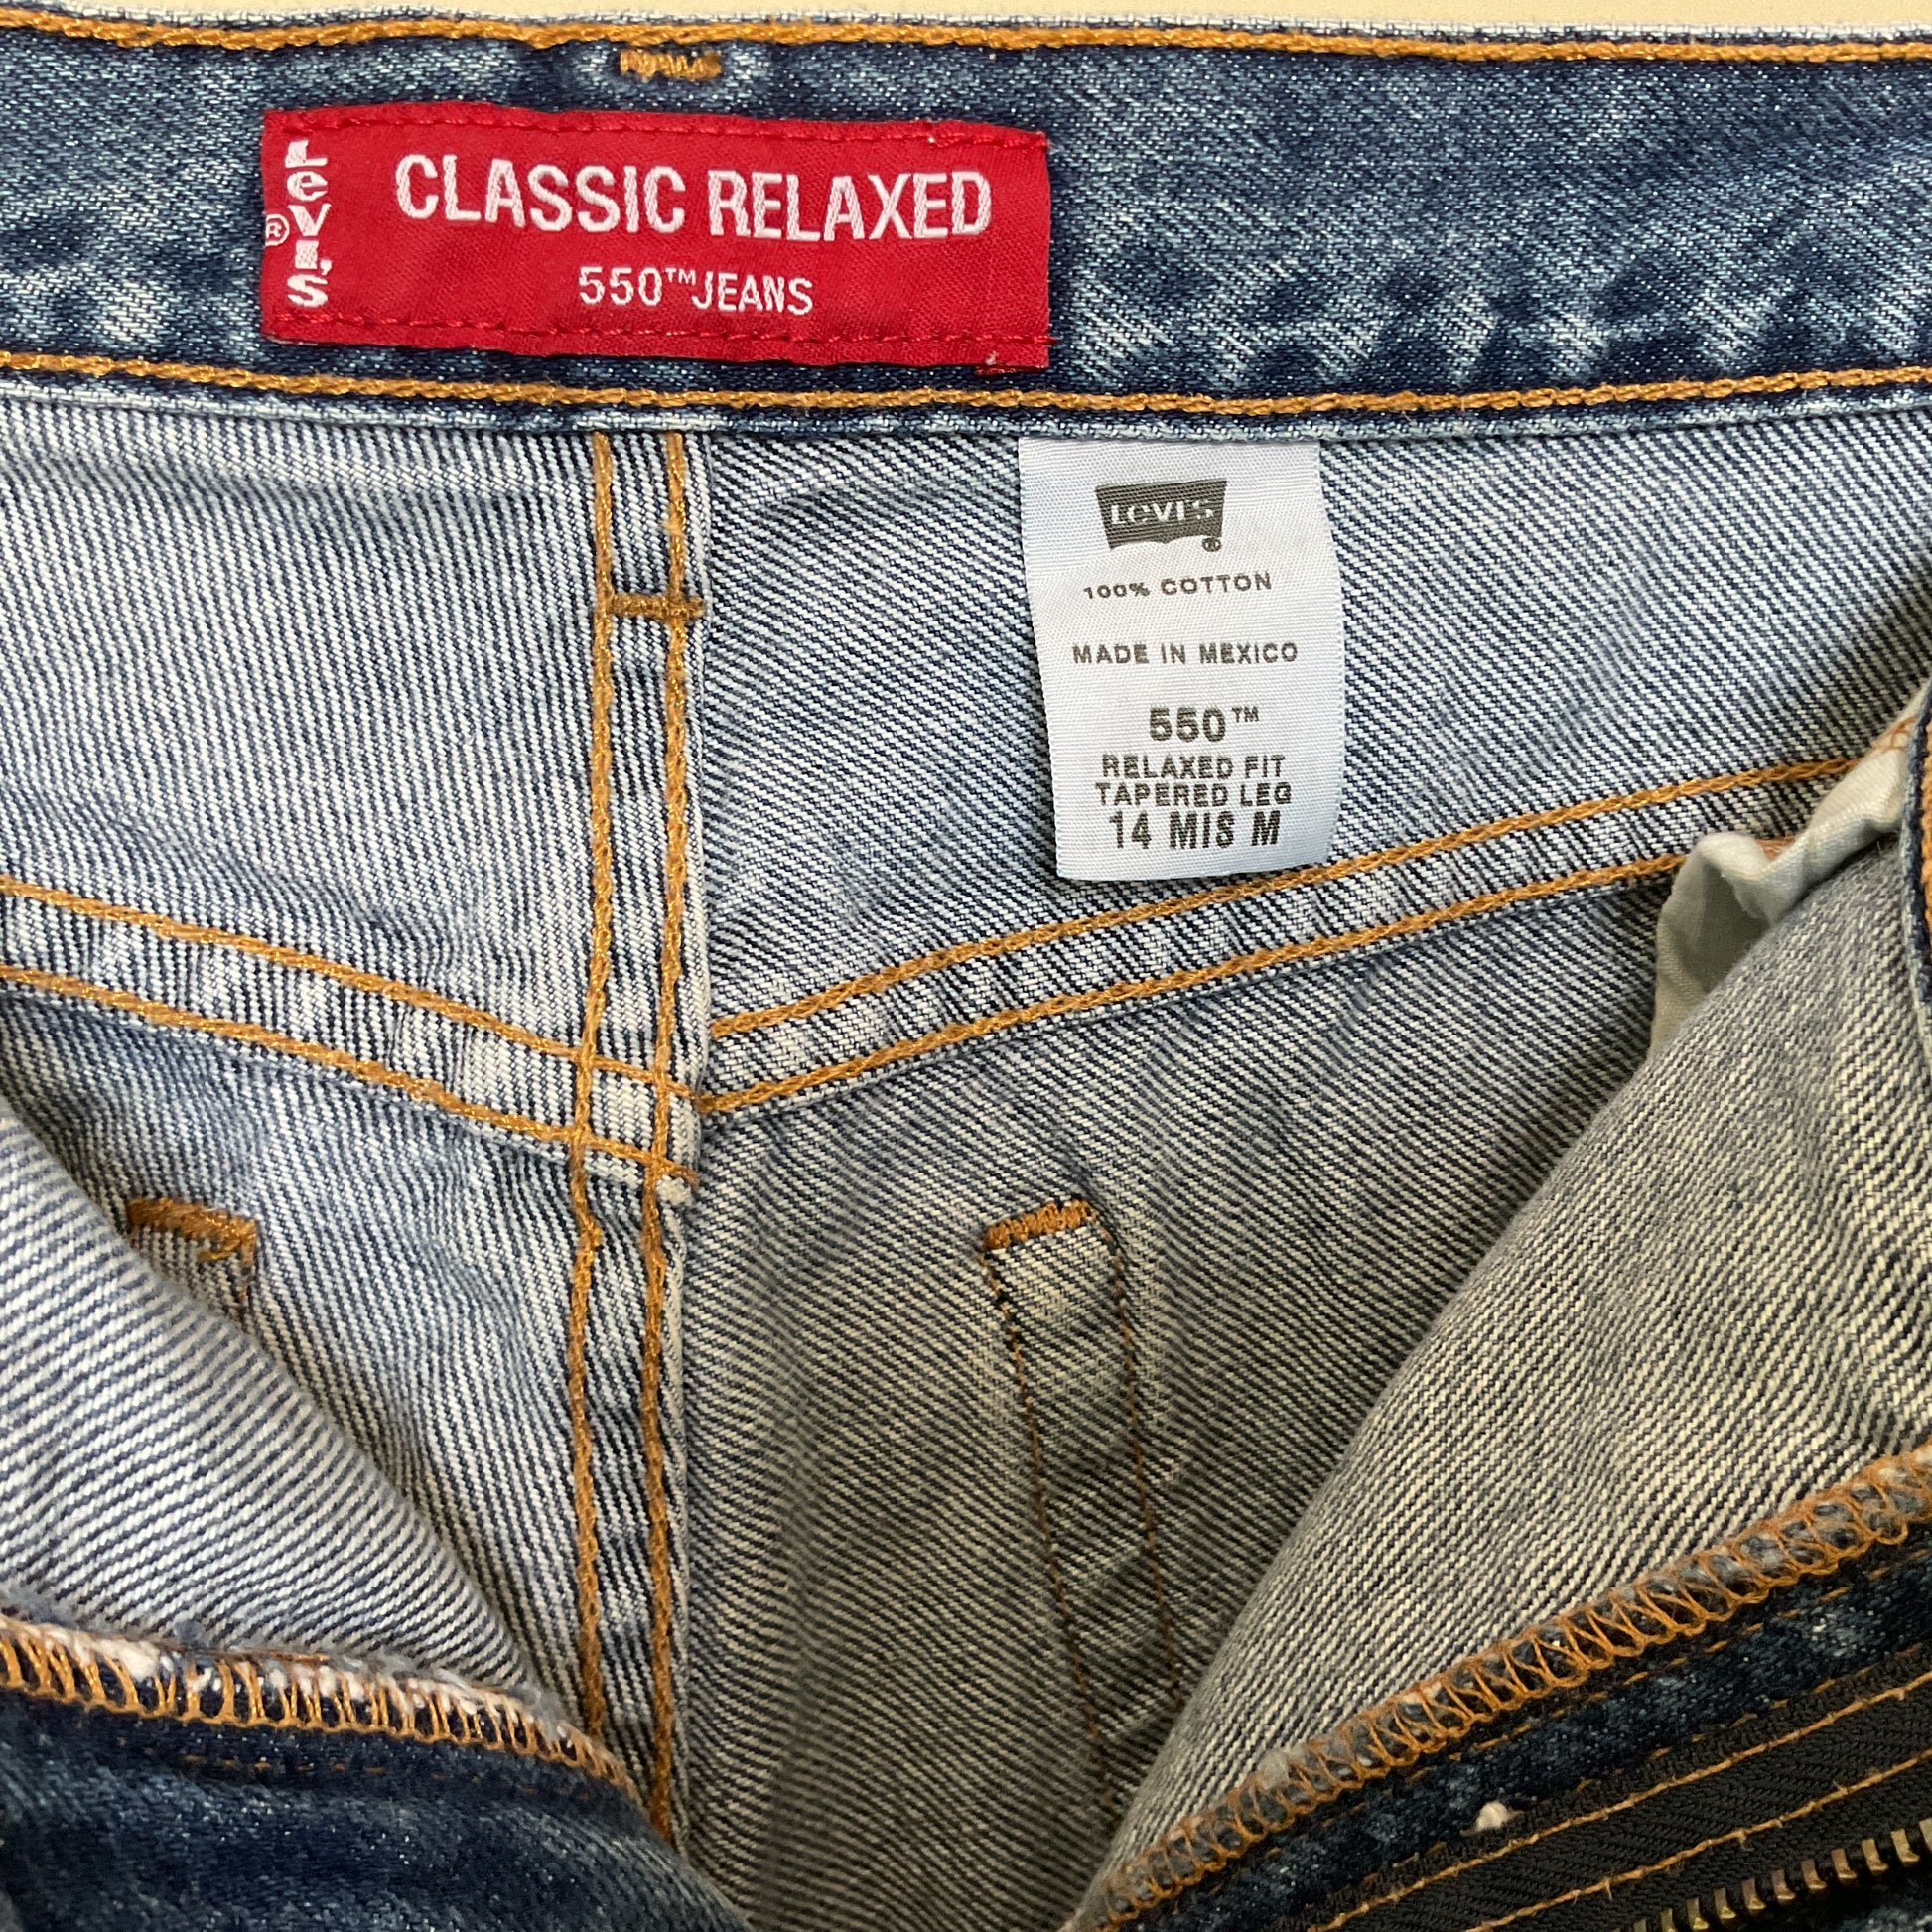 Levi's®
CLASSIC RELAXED
550™ JEANS
LEVI'S®
100% COTTON
MADE IN MEXICO
550™
RELAXED FIT
TAPERED LEG
14 MIS M